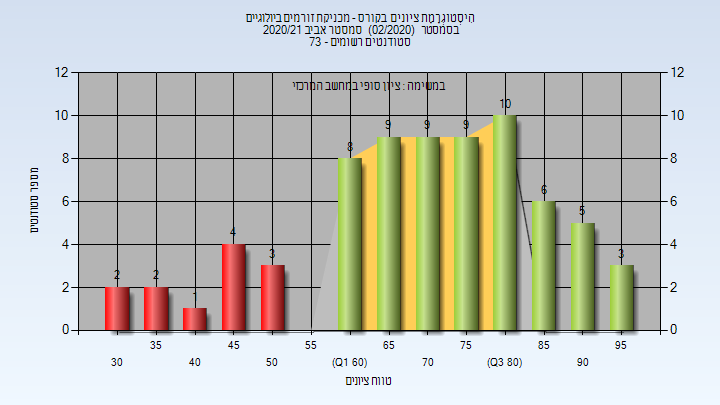 היסטוגרמת ציונים בקורס - מכניקת זורמים ביולוגיים
בסמסטר (02/2020) סמסטר אביב 2020/21
סטודנטים רשומים - 73
במשימה : ציון סופי במחשב המרכזי
מספר סטודנטים
12 12
10 10
8 8
6 6
4 4
2 2
0 0
2 2 1 4 3 8 9 9 9 10 6 5 3
35 45 55 65 75 85 95
30 40 50 (Q1 60) 70 (Q3 80) 90
טווח ציונים